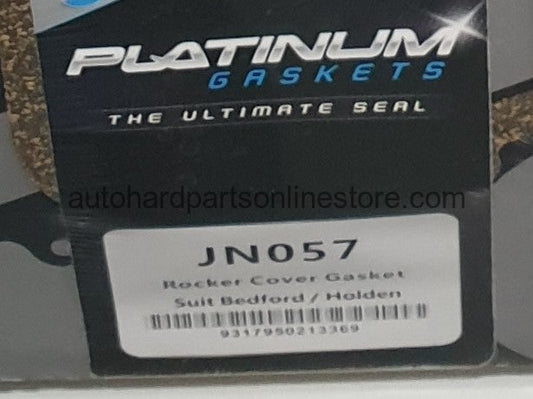 PLATINUM
GASKETS
THE ULTIMATE SEAL
autohardpartsonlinestore.com
JN057
Rocker Cover Gasket
Suit Bedford / Holden
9317950213369